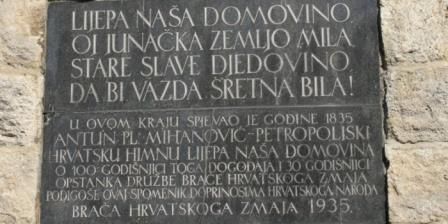 LIJEPA NAŠA DOMOVINO
OJ JUNAČKA ZEMLJO MILA
STARE SLAVE DJEDOVINO
DA BI VAZDA SRETNA BILA!
U OVOM KRAJU SPJEVAO JE GODINE 1835
ANTUN PL. MIHANOVIĆ-PETROPOLJSKI
HRVATSKU HIMNU LIJEPA NAŠA DOMOVINA
O 100 GODIŠNJICI TOGA DOGOĐAJA I 30 GODIŠNJICI
OPSTANKA DRUŽBE BRAĆE HRVATSKOGA ZMAJA
PODIGOŠE OVAJ SPOMENIK DOPRINOSIMA HRVATSKOGA NARODA
BRAĆA HRVATSKOGA ZMAJA 1935.